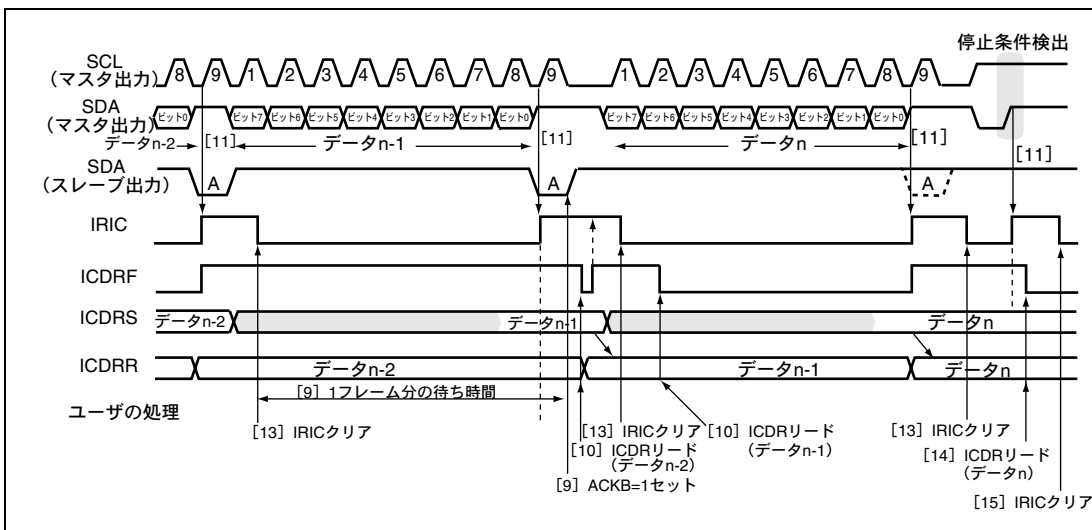 停止条件検出
SCL
（マスタ出力）
8 9 1 2 3 4 5 6 7 8 9 1 2 3 4 5 6 7 8 9
SDA
（マスタ出力）
ビット0 ビット7 ビット6 ビット5 ビット4 ビット3 ビット2 ビット1 ビット0 ビット7 ビット6 ビット5 ビット4 ビット3 ビット2 ビット1 ビット0
データn-2 [11] データn-1 [11] データn [11] [11]
SDA
（スレーブ出力）
A A A
IRIC
ICDRF
ICDRS
データn-2 データn-1 データn
ICDRR
データn-2 データn-1 データn
[9] 1フレーム分の待ち時間
ユーザの処理
[13] IRICクリア [13] IRICクリア [10] ICDRリード
（データn-1） [13] IRICクリア
[10] ICDRリード
（データn-2） [14] ICDRリード
（データn）
[9] ACKB=1セット
[15] IRICクリア